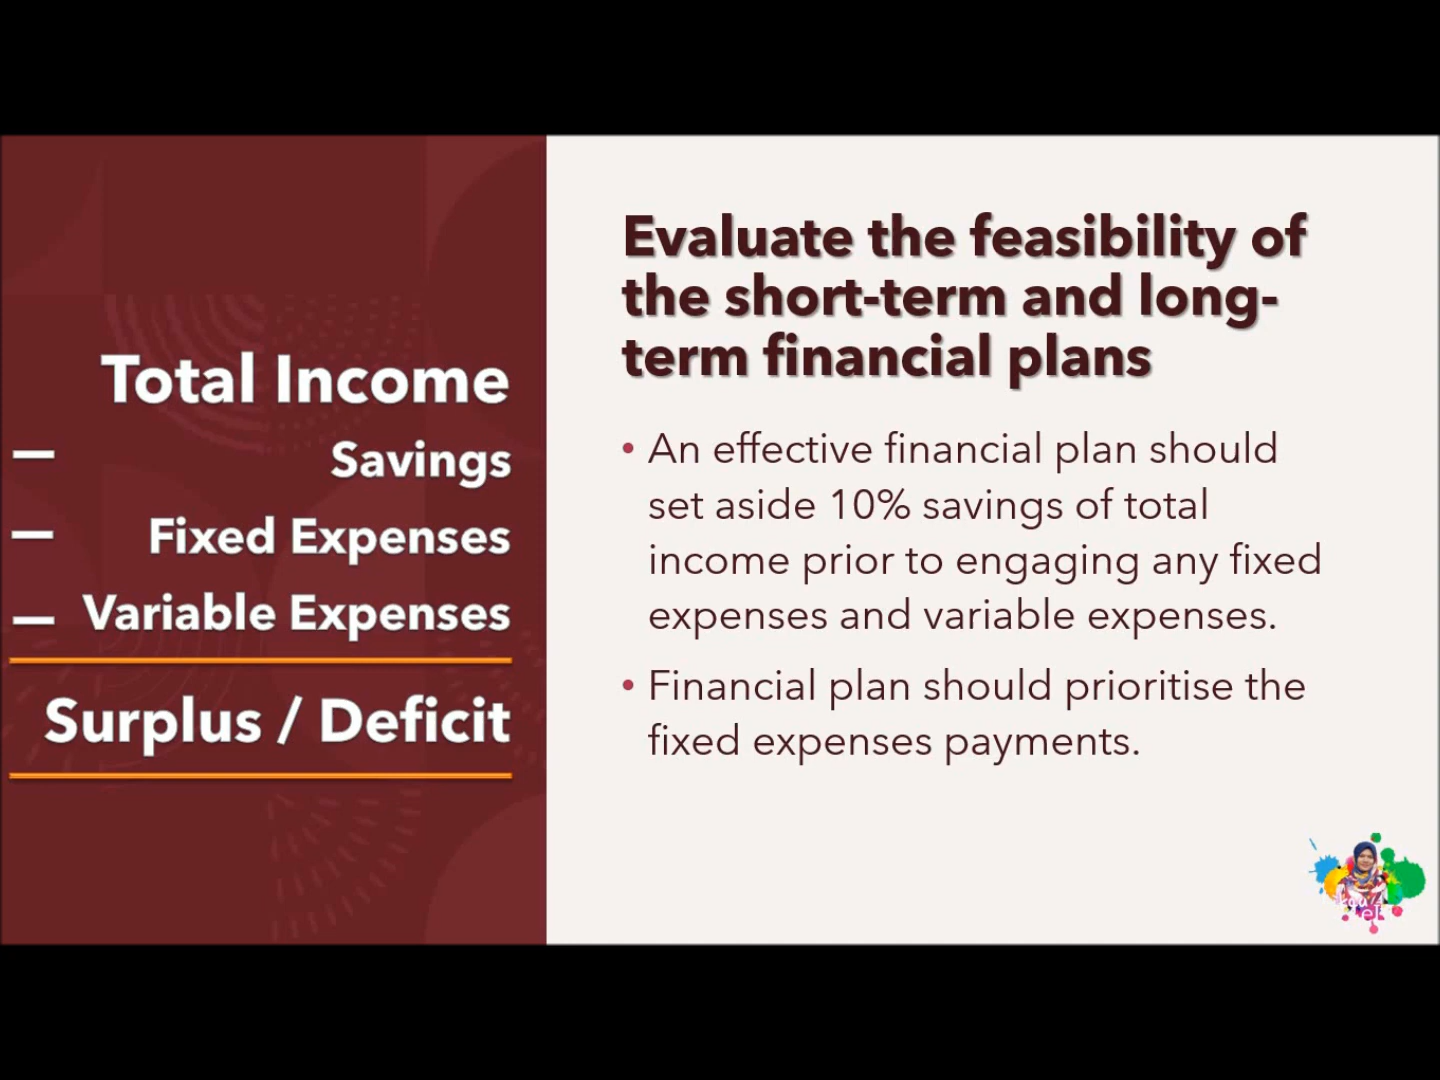 Total Income
— Savings
— Fixed Expenses
— Variable Expenses
Surplus / Deficit
Evaluate the feasibility of
the short-term and long-
term financial plans
• An effective financial plan should
set aside 10% savings of total
income prior to engaging any fixed
expenses and variable expenses.
• Financial plan should prioritise the
fixed expenses payments.